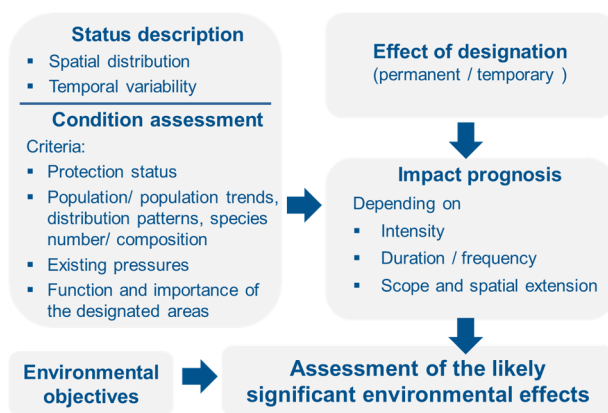 Status description
▪ Spatial distribution
▪ Temporal variability
Condition assessment
Criteria:
▪ Protection status
▪ Population/ population trends,
distribution patterns, species
number/ composition
▪ Existing pressures
▪ Function and importance of
the designated areas
Effect of designation
(permanent / temporary )
Impact prognosis
Depending on
▪ Intensity
▪ Duration / frequency
▪ Scope and spatial extension
Environmental
objectives
Assessment of the likely
significant environmental effects